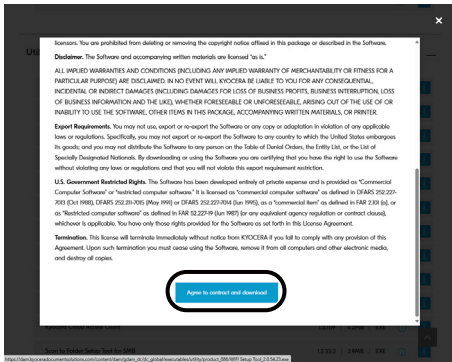 Uti
licensors. You are prohibited from deleting or removing the copyright notice affixed in this package or described in the Software.
Disclaimer. The Software and accompanying written materials are licensed "as is."
ALL IMPLIED WARRANTIES AND CONDITIONS (INCLUDING ANY IMPLIED WARRANTY OF MERCHANTABILITY OR FITNESS FOR A
PARTICULAR PURPOSE) ARE DISCLAIMED. IN NO EVENT WILL KYOCERA BE LIABLE TO YOU FOR ANY CONSEQUENTIAL,
INCIDENTAL OR INDIRECT DAMAGES (INCLUDING DAMAGES FOR LOSS OF BUSINESS PROFITS, BUSINESS INTERRUPTION, LOSS
OF BUSINESS INFORMATION AND THE LIKE), WHETHER FORESEEABLE OR UNFORESEEABLE, ARISING OUT OF THE USE OF OR
INABILITY TO USE THE SOFTWARE, OTHER ITEMS IN THIS PACKAGE, ACCOMPANYING WRITTEN MATERIALS, OR PRINTER.
Export Requirements. You may not use, export or re-export the Software or any copy or adaptation in violation of any applicable
laws or regulations. Specifically, you may not export or re-export the Software to any country to which the United States embargoes
its goods; and you may not distribute the Software to any person on the Table of Denial Orders, the Entity List, or the List of
Specially Designated Nationals. By downloading or using the Software you are certifying that you have the right to use the Software
without violating any laws or regulations and that you will not violate this export requirement restriction.
U.S. Government Restricted Rights. The Software has been developed entirely at private expense and is provided as "Commercial
Computer Software" or "restricted computer software." It is licensed as "commercial computer software" as defined in DFARS 252.227-
7013 (Oct 1988), DFARS 252.211-7015 (May 1991) or DFARS 252.227-7014 (Jun 1995), as a "commercial item" as defined in FAR 2.101 (a), or
as "Restricted computer software" as defined in FAR 52.227-19 (Jun 1987) (or any equivalent agency regulation or contract clause),
whichever is applicable. You have only those rights provided for the Software as set forth in this License Agreement.
Termination. This license will terminate immediately without notice from KYOCERA if you fail to comply with any provision of this
Agreement. Upon such termination you must cease using the Software, remove it from all computers and other electronic media,
and destroy all copies.
Agree to contract and download
Scan to Folder Setup Tool for SMB
EXE